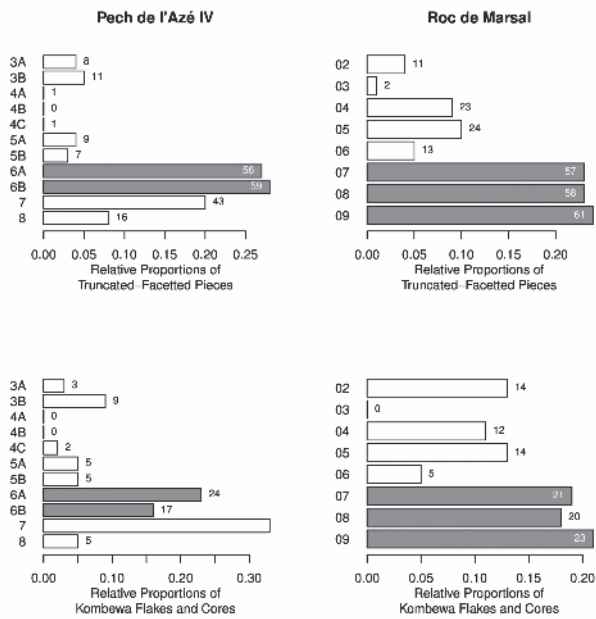 Pech de l'Azé IV
3A 8
3B 11
4A 1
4B 0
4C 1
5A 9
5B 7
6A 56
6B 59
7 43
8 16
0.00 0.05 0.10 0.15 0.20 0.25
Relative Proportions of
Truncated-Facetted Pieces
Roc de Marsal
02 11
03 2
04 23
05 24
06 13
07 57
08 58
09 61
0.00 0.05 0.10 0.15 0.20
Relative Proportions of
Truncated-Facetted Pieces
3A 3
3B 9
4A 0
4B 0
4C 2
5A 5
5B 5
6A 24
6B 17
7
8 5
0.00 0.10 0.20 0.30
Relative Proportions of
Kombewa Flakes and Cores
02 14
03 0
04 12
05 14
06 5
07 21
08 20
09 23
0.00 0.05 0.10 0.15 0.20
Relative Proportions of
Kombewa Flakes and Cores